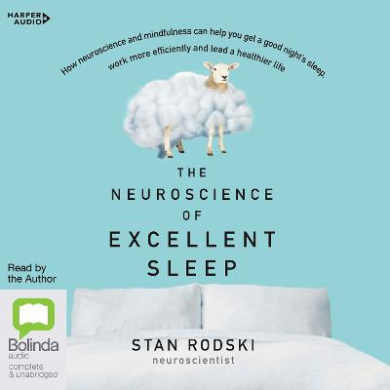 HARPER
AUDIO
How neuroscience and mindfulness can help you get a good night's sleep,
work more efficiently and lead a healthier life
THE
NEUROSCIENCE
OF
EXCELLENT
SLEEP
Read by
the Author
Bolinda
audio
complete
& unabridged
STAN RODSKI
neuroscientist